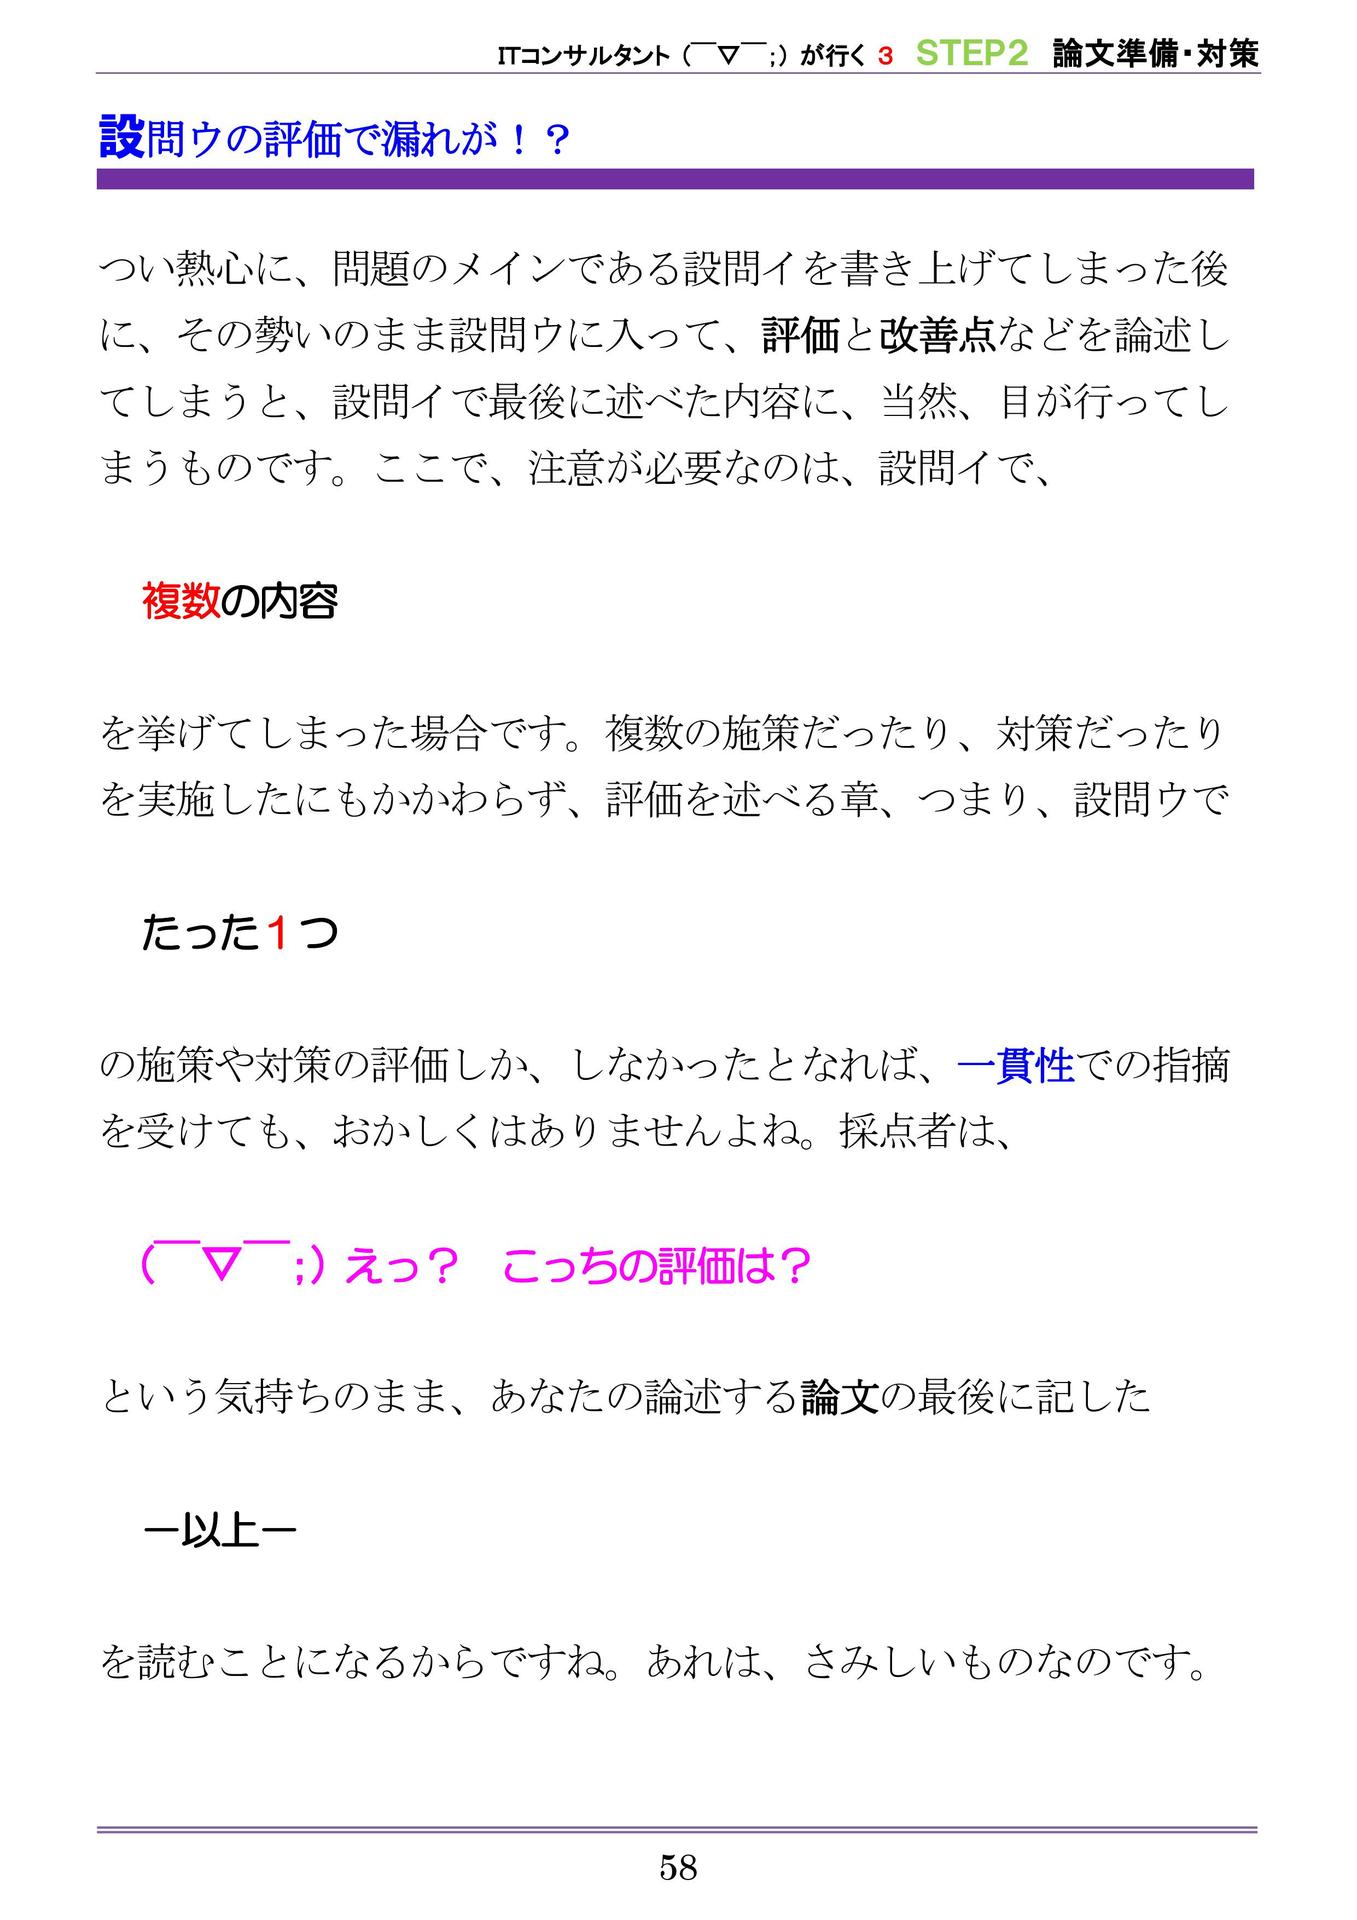 ITコンサルタント（￣▽￣;）が行く 3　STEP2　論文準備・対策
設問ウの評価で漏れが！？
つい熱心に、問題のメインである設問イを書き上げてしまった後
に、その勢いのまま設問ウに入って、評価と改善点などを論述し
てしまうと、設問イで最後に述べた内容に、当然、目が行ってし
まうものです。ここで、注意が必要なのは、設問イで、
複数の内容
を挙げてしまった場合です。複数の施策だったり、対策だったり
を実施したにもかかわらず、評価を述べる章、つまり、設問ウで
たった１つ
の施策や対策の評価しか、しなかったとなれば、一貫性での指摘
を受けても、おかしくはありませんよね。採点者は、
（￣▽￣;）えっ？　こっちの評価は？
という気持ちのまま、あなたの論述する論文の最後に記した
－以上－
を読むことになるからですね。あれは、さみしいものなのです。
58